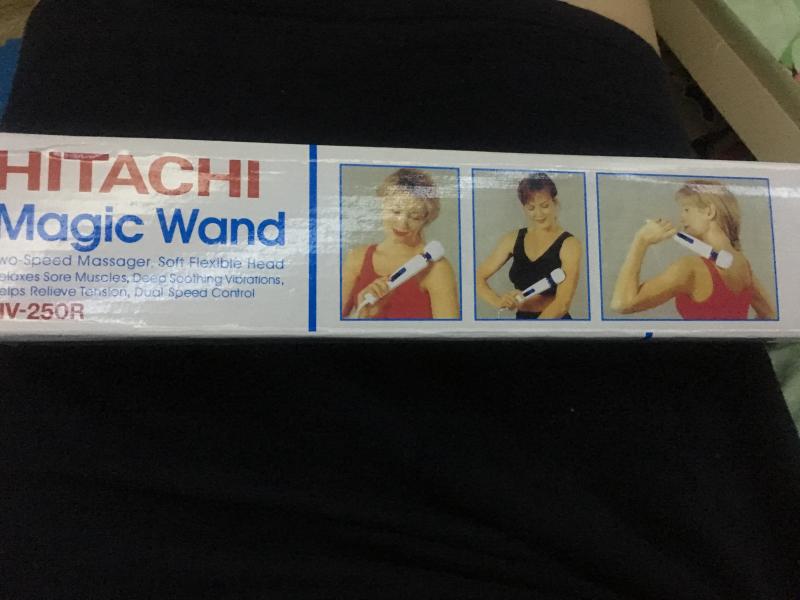 HITACHI
Magic Wand
wo-Speed Massager, Soft Flexible Head
elaxes Sore Muscles, Deep Soothing Vibrations,
elps Relieve Tension, Dual Speed Control
HV-250R